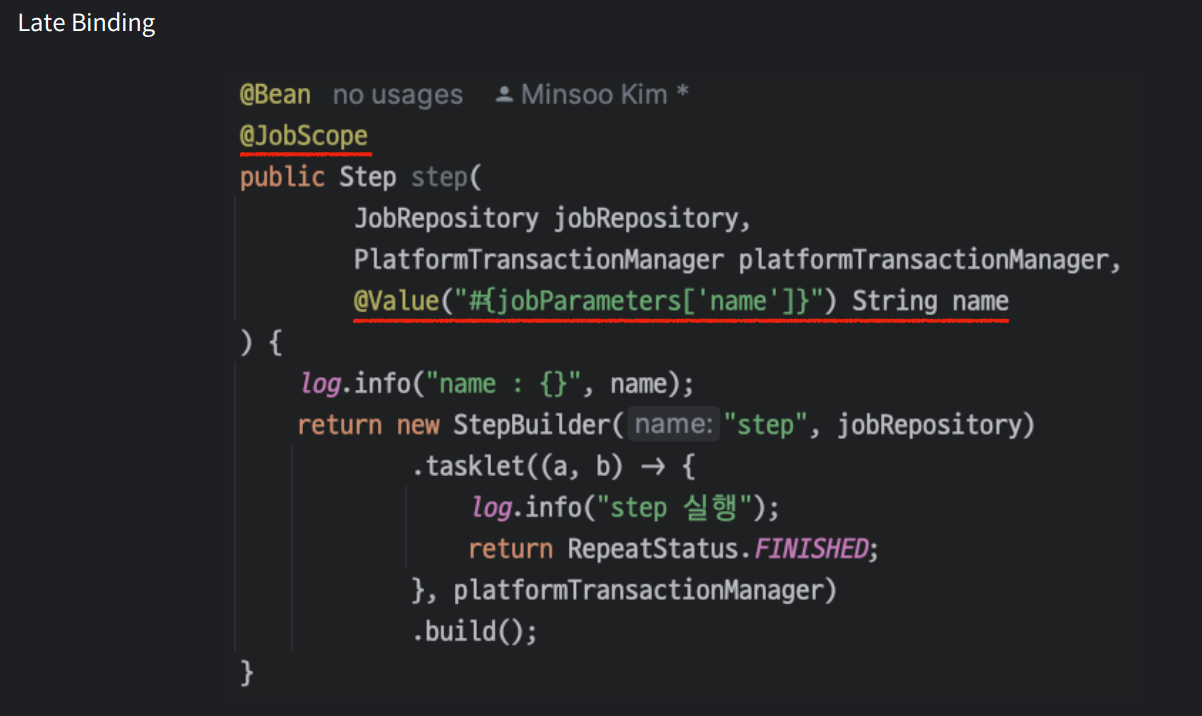 Late Binding
@Bean no usages Minsoo Kim *
@JobScope
public Step step(
JobRepository jobRepository,
PlatformTransactionManager platformTransactionManager,
@Value("#{jobParameters['name']}") String name
) {
log.info("name : {}", name);
return new StepBuilder( name: "step", jobRepository)
.tasklet((a, b) → {
log.info("step 실행");
return RepeatStatus.FINISHED;
}, platformTransactionManager)
.build();
}